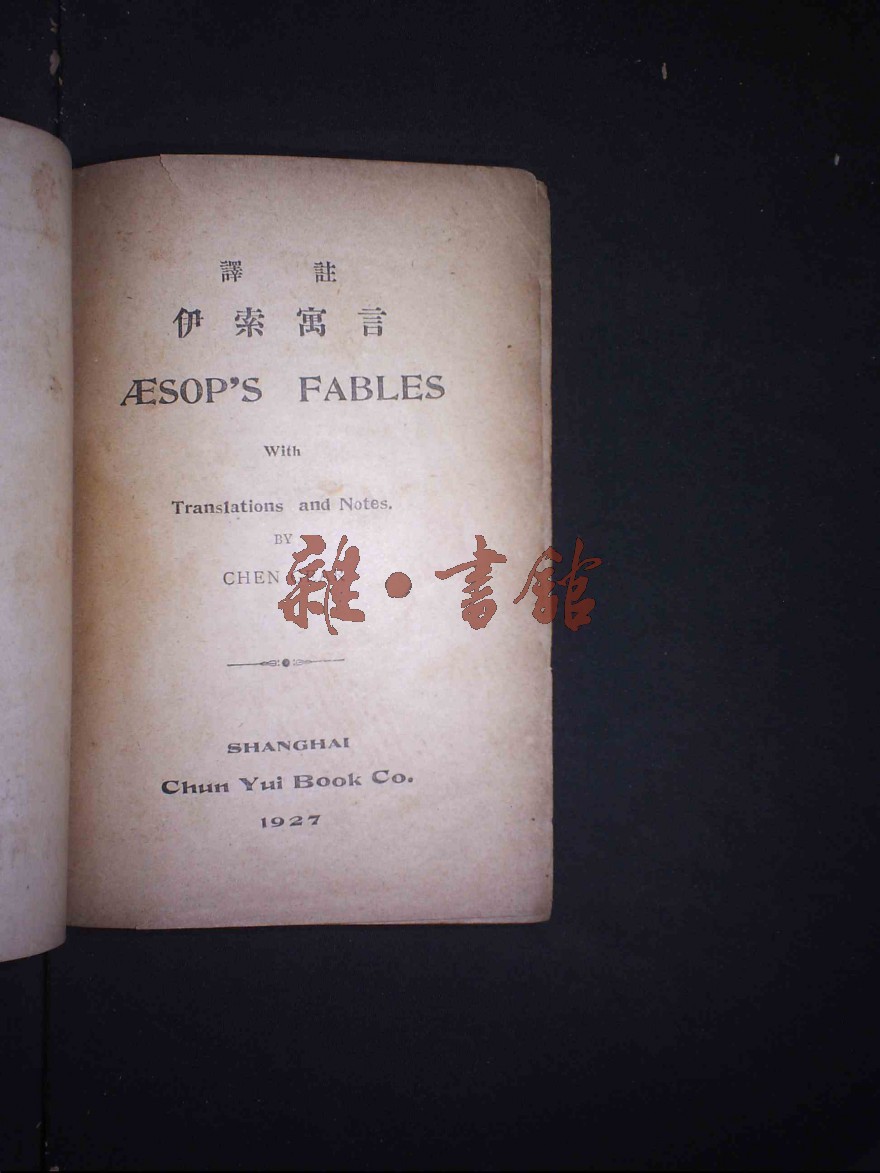 譯 註
伊索寓言
ÆSOP'S FABLES
With
Translations and Notes.
BY
CHEN
雜·書館
SHANGHAI
Chun Yui Book Co.
1927